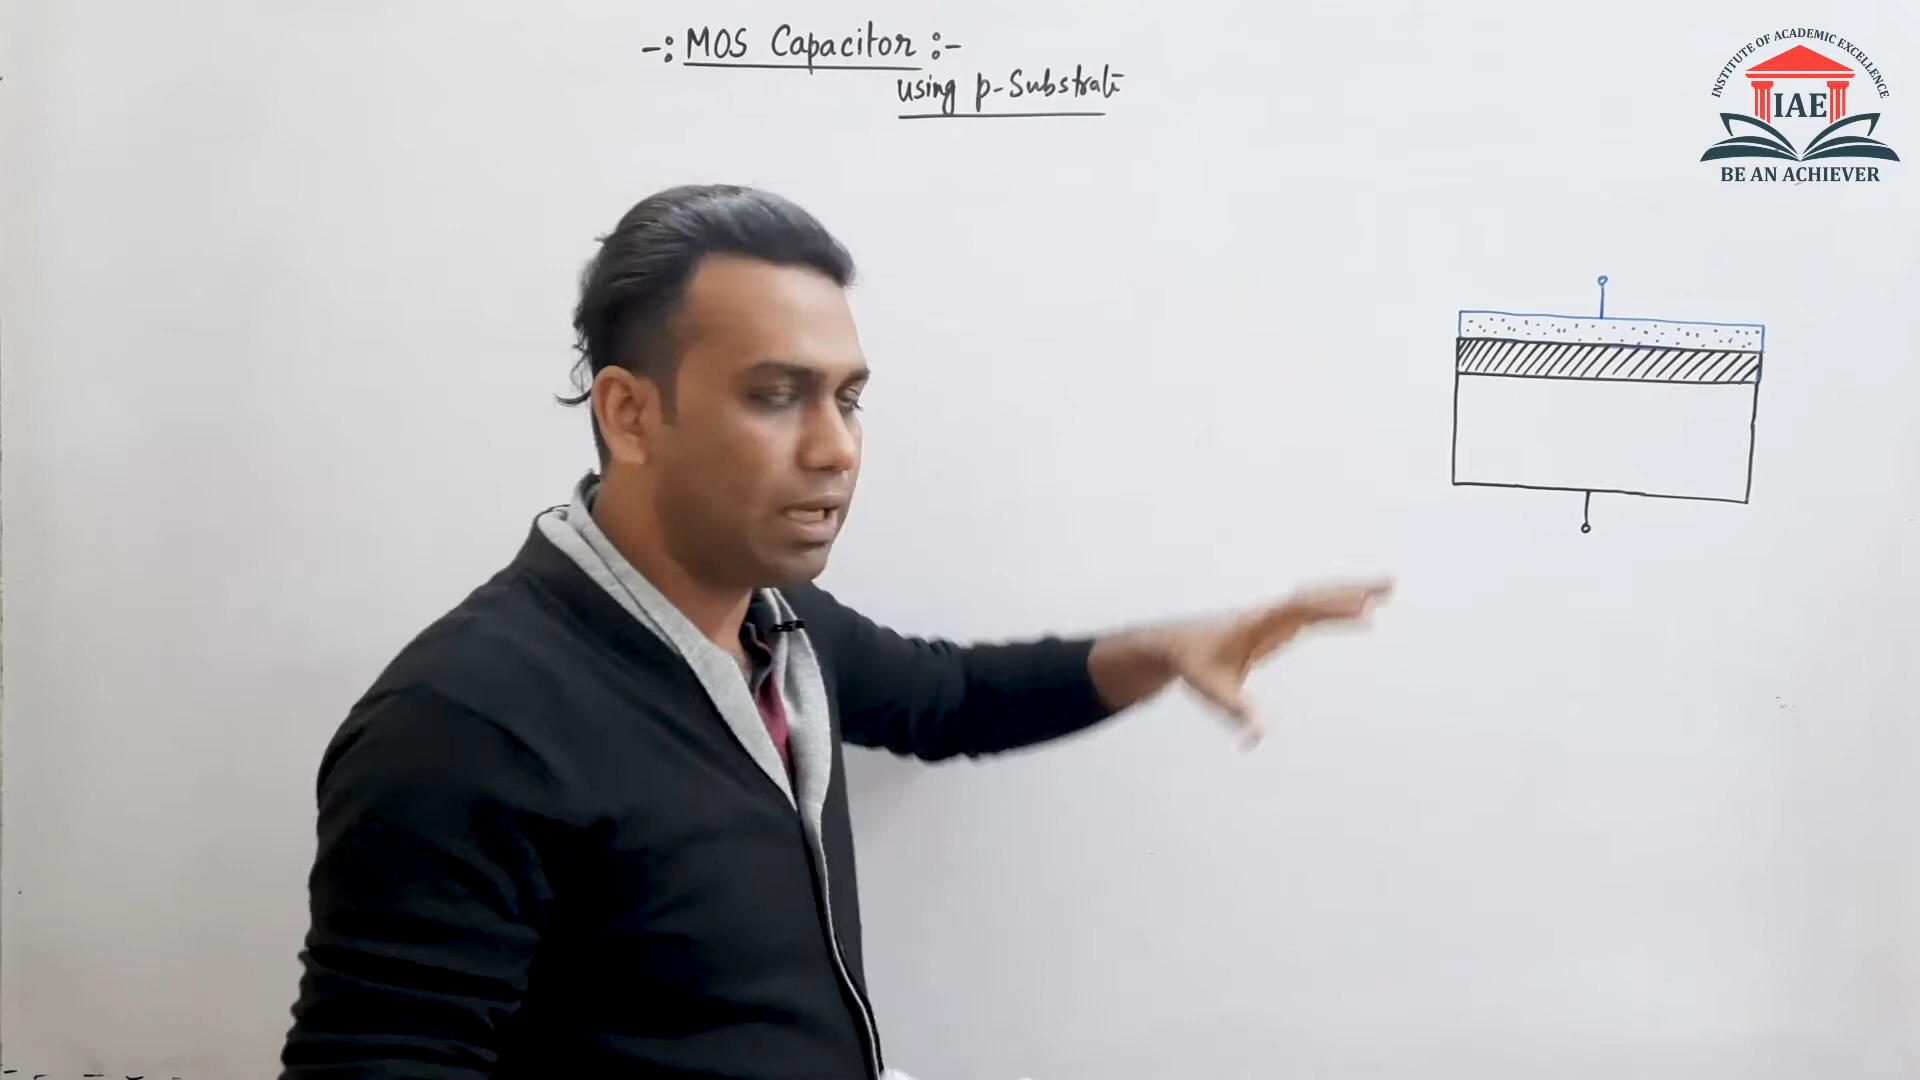 -: MOS Capacitor :-
using p-Substrate
INSTITUTE OF ACADEMIC EXCELLENCE
IAE
BE AN ACHIEVER